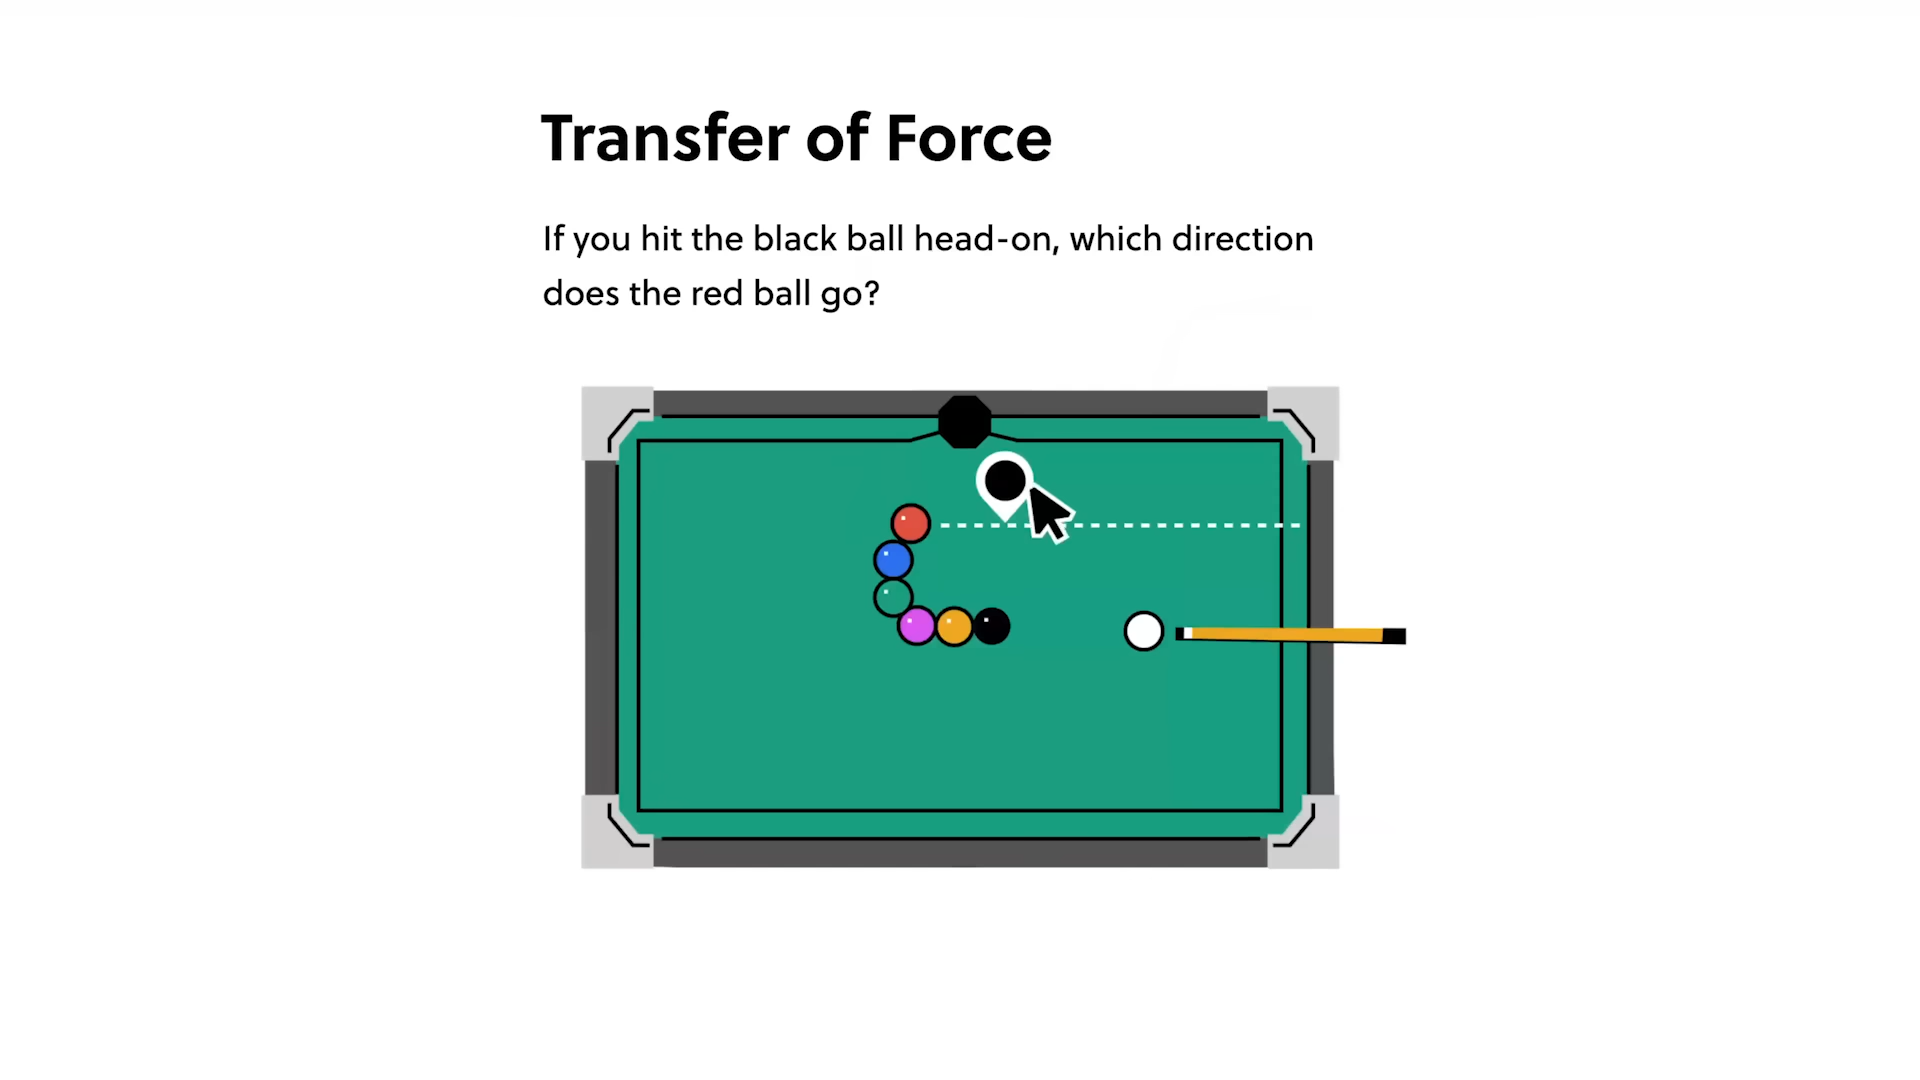 Transfer of Force
If you hit the black ball head-on, which direction
does the red ball go?